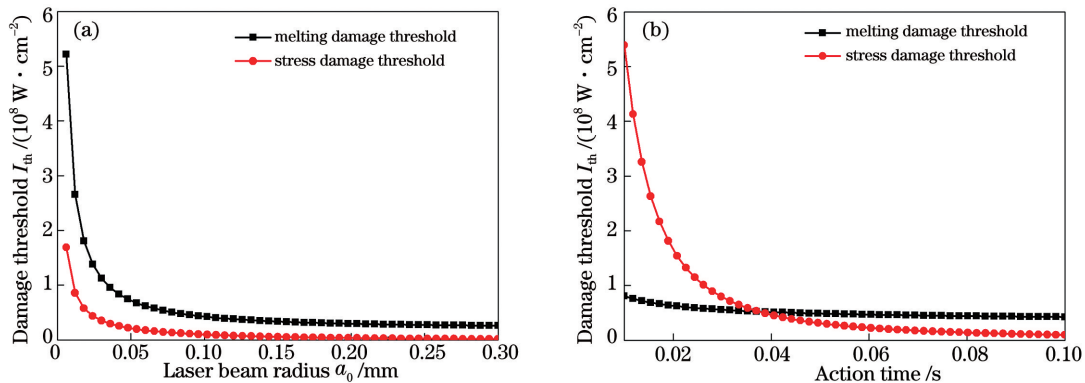 (a)
melting damage threshold
stress damage threshold
Damage threshold I_th /(10^8 W · cm^-2)
6
5
4
3
2
1
0
0 0.05 0.10 0.15 0.20 0.25 0.30
Laser beam radius a_0 /mm
(b)
melting damage threshold
stress damage threshold
Damage threshold I_th /(10^8 W · cm^-2)
6
5
4
3
2
1
0
0.02 0.04 0.06 0.08 0.10
Action time /s